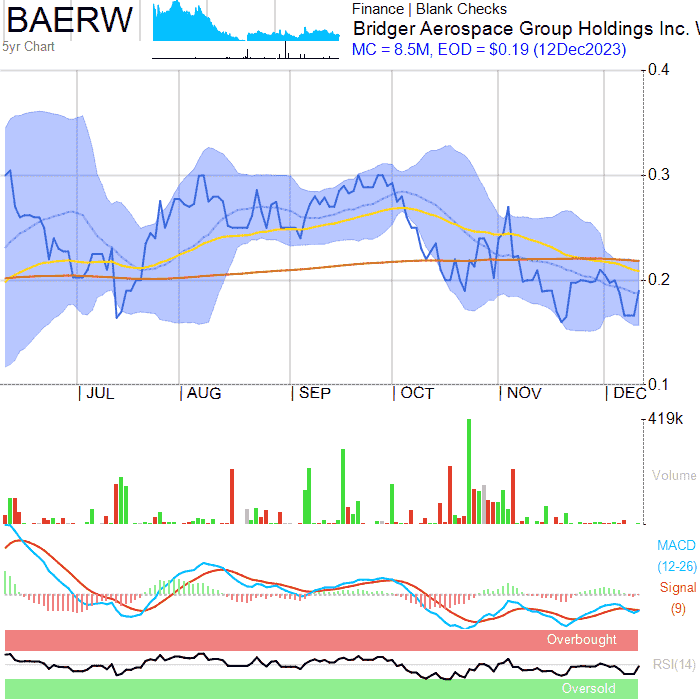 BAERW
5yr Chart
Finance | Blank Checks
Bridger Aerospace Group Holdings Inc. W
MC = 8.5M, EOD = $0.19 (12Dec2023)
0.4
0.3
0.2
0.1
| JUL | AUG | SEP | OCT | NOV | DEC
419k
Volume
MACD
(12-26)
Signal
(9)
Overbought
RSI(14)
Oversold